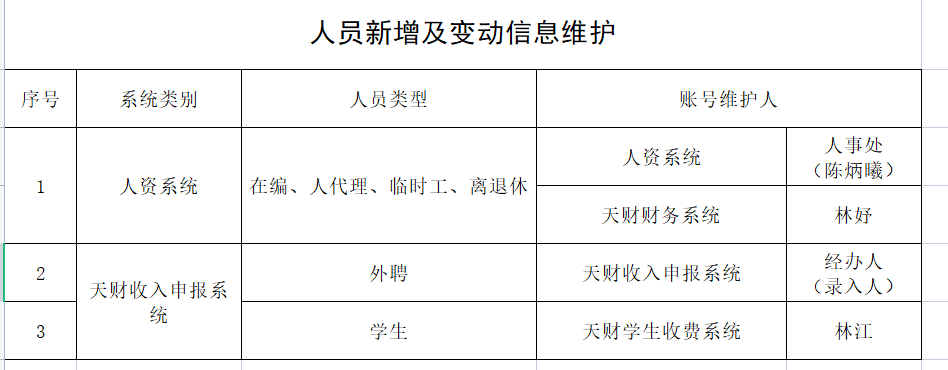 人员新增及变动信息维护
序号 系统类别 人员类型 账号维护人
1 人资系统 在编、人代理、临时工、离退休 人资系统 人事处
（陈炳曦）
天财财务系统 林妤
2 天财收入申报系
统 外聘 天财收入申报系统 经办人
（录入人）
3 学生 天财学生收费系统 林江